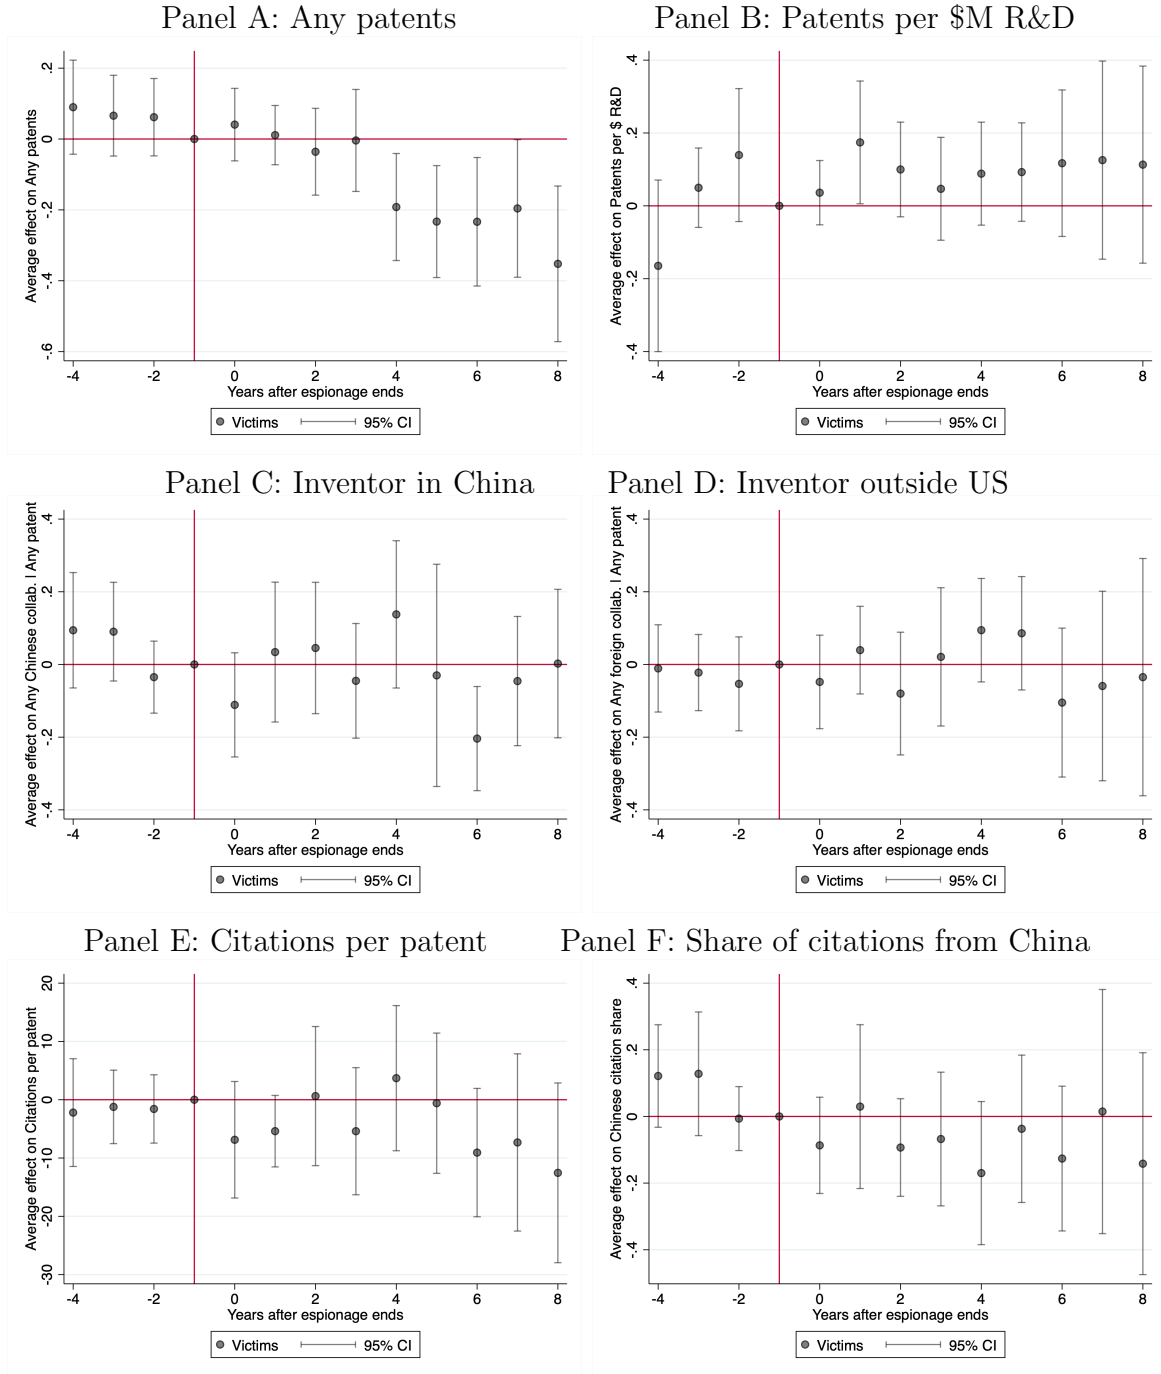 Panel A: Any patents
Average effect on Any patents
.2
0
-.2
-.4
-.6
-4 -2 0 2 4 6 8
Years after espionage ends
Victims 95% CI
Panel B: Patents per $M R&D
Average effect on Patents per $ R&D
.4
.2
0
-.2
-.4
-4 -2 0 2 4 6 8
Years after espionage ends
Victims 95% CI
Panel C: Inventor in China
Average effect on Any Chinese collab. | Any patent
.4
.2
0
-.2
-.4
-4 -2 0 2 4 6 8
Years after espionage ends
Victims 95% CI
Panel D: Inventor outside US
Average effect on Any foreign collab. | Any patent
.4
.2
0
-.2
-.4
-4 -2 0 2 4 6 8
Years after espionage ends
Victims 95% CI
Panel E: Citations per patent
Average effect on Citations per patent
20
10
0
-10
-20
-30
-4 -2 0 2 4 6 8
Years after espionage ends
Victims 95% CI
Panel F: Share of citations from China
Average effect on Chinese citation share
.4
.2
0
-.2
-.4
-4 -2 0 2 4 6 8
Years after espionage ends
Victims 95% CI